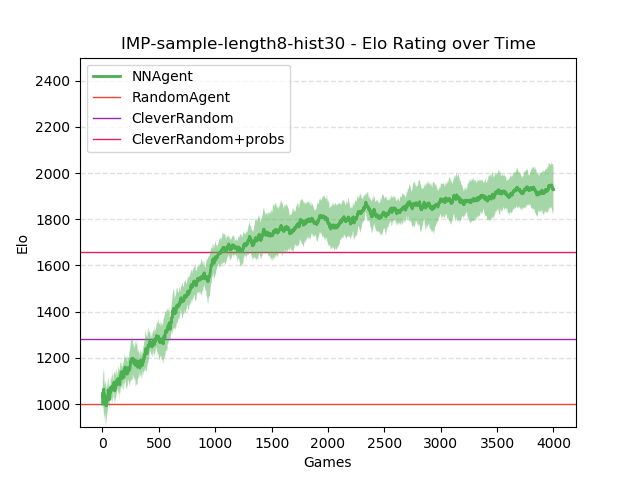 IMP-sample-length8-hist30 - Elo Rating over Time
NNAgent
RandomAgent
CleverRandom
CleverRandom+probs
Elo
2400
2200
2000
1800
1600
1400
1200
1000
0 500 1000 1500 2000 2500 3000 3500 4000
Games